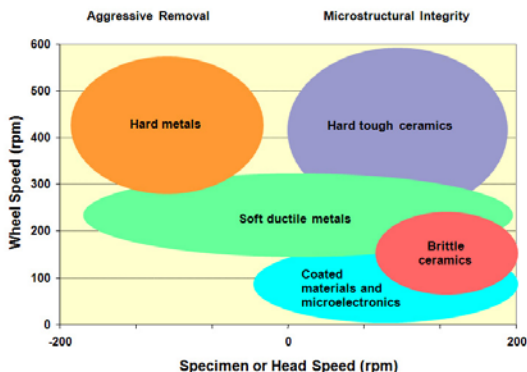 Aggressive Removal Microstructural Integrity
600
500
400
300
200
100
0
Wheel Speed (rpm)
Hard metals
Hard tough ceramics
Soft ductile metals
Brittle
ceramics
Coated
materials and
microelectronics
-200 0 200
Specimen or Head Speed (rpm)